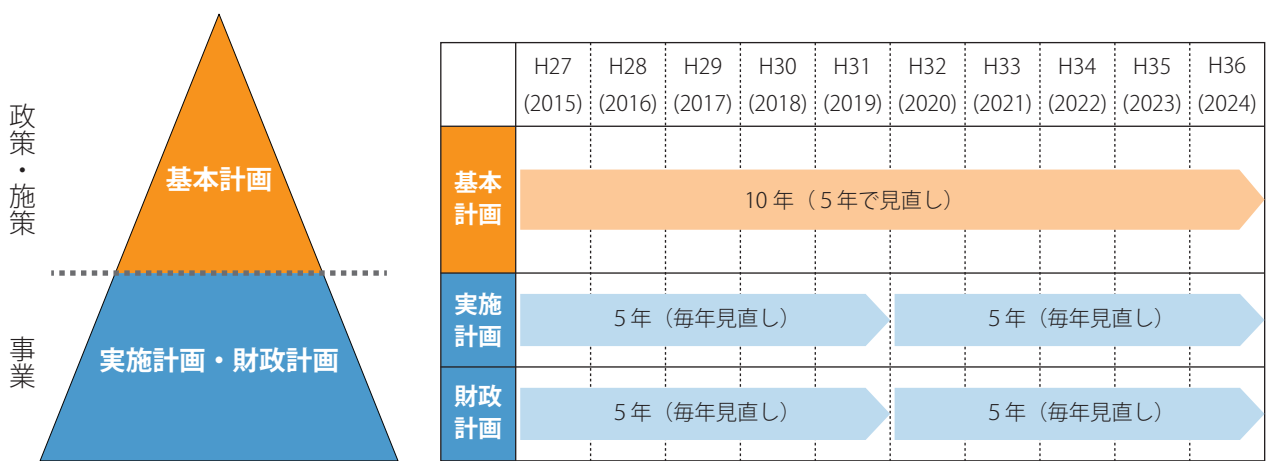 政策・施策
基本計画
事業
実施計画・財政計画
H27 H28 H29 H30 H31 H32 H33 H34 H35 H36
(2015) (2016) (2017) (2018) (2019) (2020) (2021) (2022) (2023) (2024)
基本
計画
10年（5年で見直し）
実施
計画
5年（毎年見直し） 5年（毎年見直し）
財政
計画
5年（毎年見直し） 5年（毎年見直し）